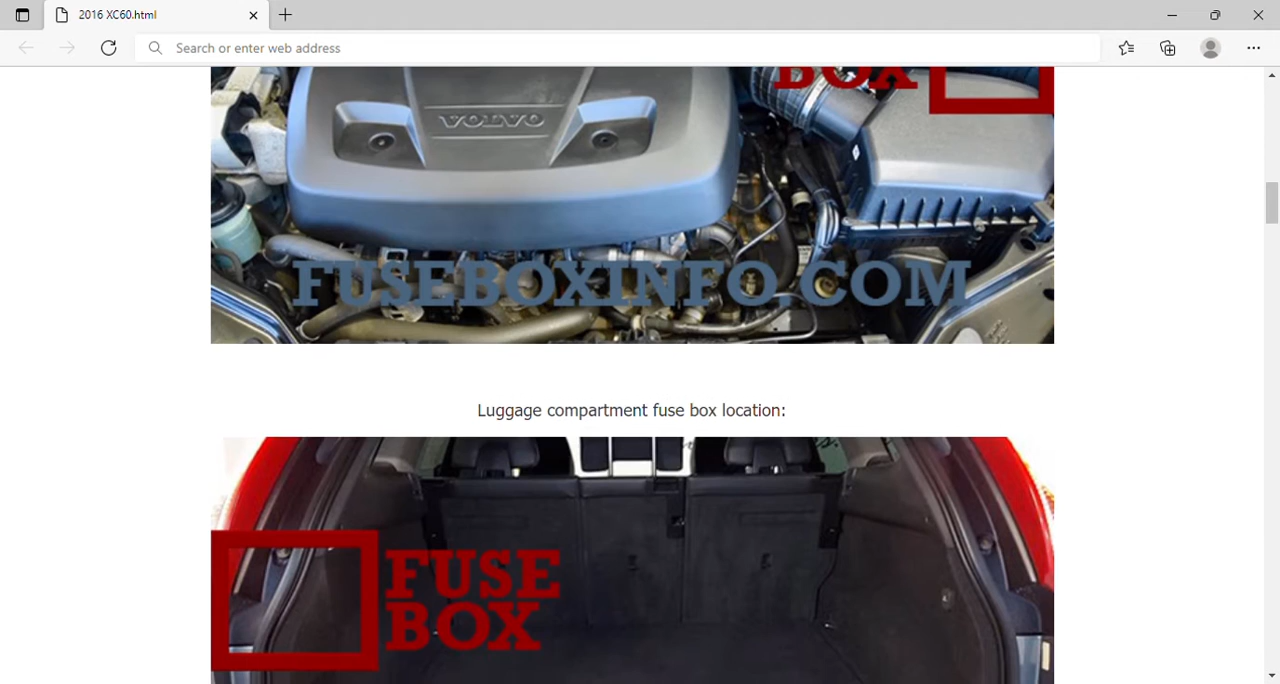 2016 XC60.html
Search or enter web address
BOX
VOLVO
FUSEBOXINFO.COM
Luggage compartment fuse box location:
FUSE
BOX